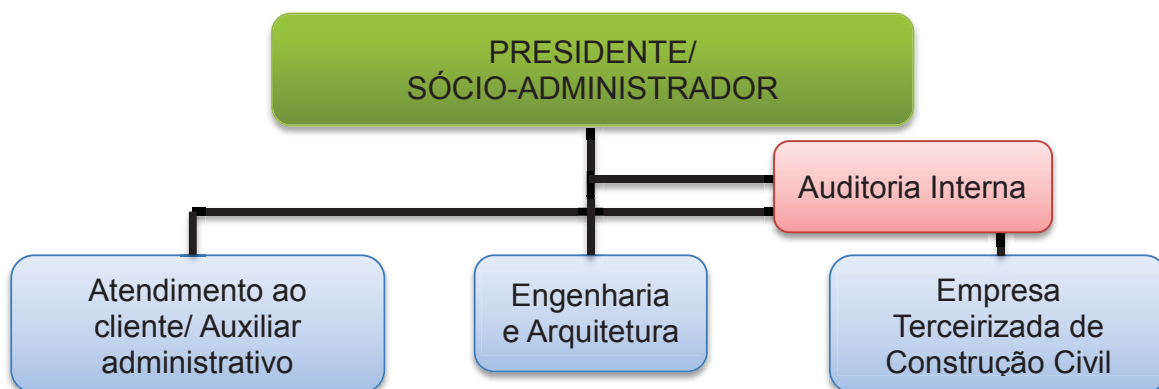 PRESIDENTE/
SÓCIO-ADMINISTRADOR
Auditoria Interna
Atendimento ao
cliente/ Auxiliar
administrativo
Engenharia
e Arquitetura
Empresa
Terceirizada de
Construção Civil